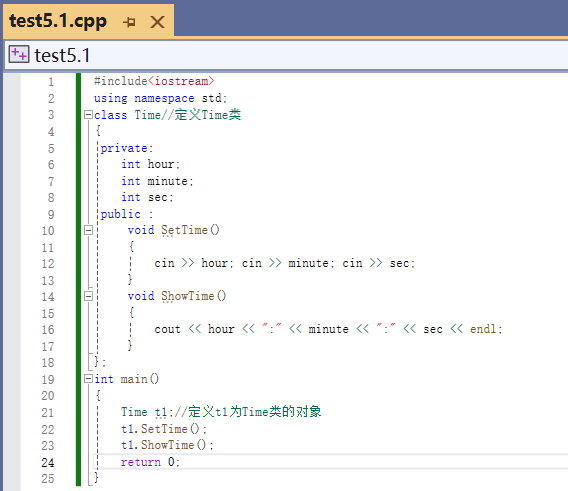 test5.1.cpp
test5.1
1 #include<iostream>
2 using namespace std;
3 class Time//定义Time类
4 {
5 private:
6 int hour;
7 int minute;
8 int sec;
9 public :
10 void SetTime()
11 {
12 cin >> hour; cin >> minute; cin >> sec;
13 }
14 void ShowTime()
15 {
16 cout << hour << ":" << minute << ":" << sec << endl;
17 }
18 };
19 int main()
20 {
21 Time t1;//定义t1为Time类的对象
22 t1.SetTime();
23 t1.ShowTime();
24 return 0;
25 }